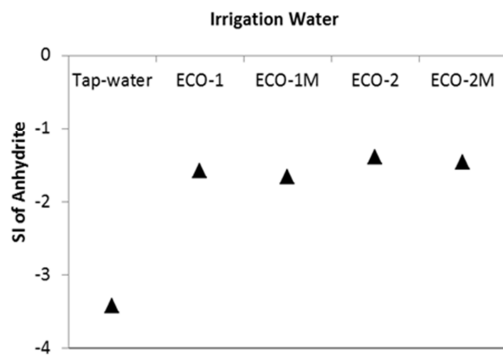 Irrigation Water
0
Tap-water ECO-1 ECO-1M ECO-2 ECO-2M
-1
SI of Anhydrite
-2
-3
-4